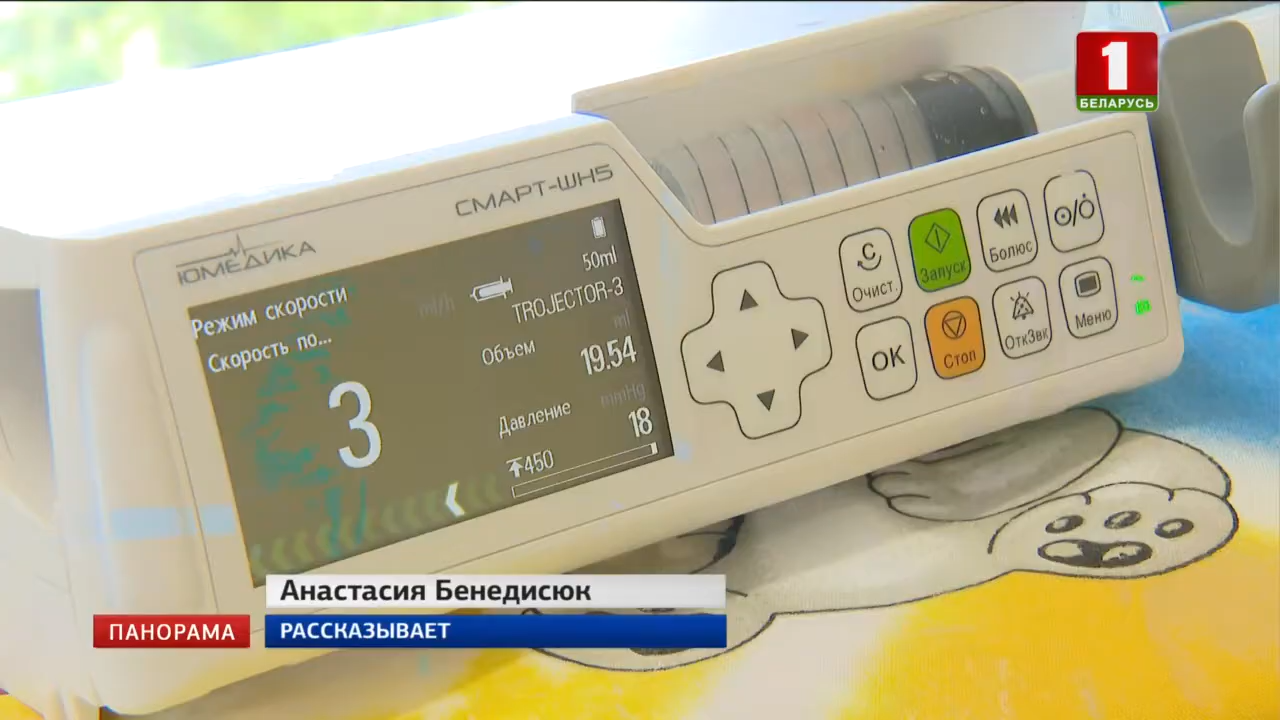 1
БЕЛАРУСЬ
СМАРТ-WH5
ЮМЕДИКА
Режим скорости
ml/h
50ml
Скорость по...
TROJECTOR-3
3
Объем
ml
19.54
Давление
mmHg
18
450
Очист.
Запуск
Болюс
OK
Стоп
ОткЗвк
Меню
Анастасия Бенедисюк
ПАНОРАМА
РАССКАЗЫВАЕТ